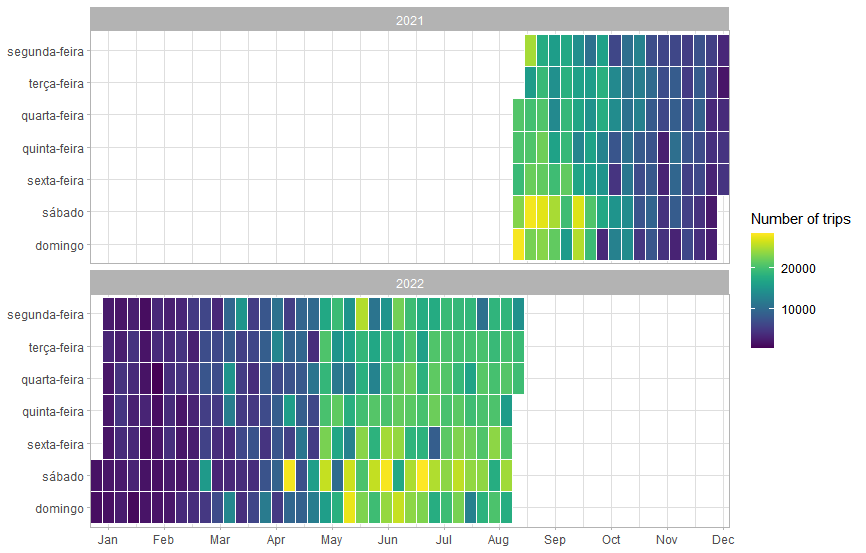 2021
segunda-feira
terça-feira
quarta-feira
quinta-feira
sexta-feira
sábado
domingo
Number of trips
20000
10000
2022
segunda-feira
terça-feira
quarta-feira
quinta-feira
sexta-feira
sábado
domingo
Jan Feb Mar Apr May Jun Jul Aug Sep Oct Nov Dec